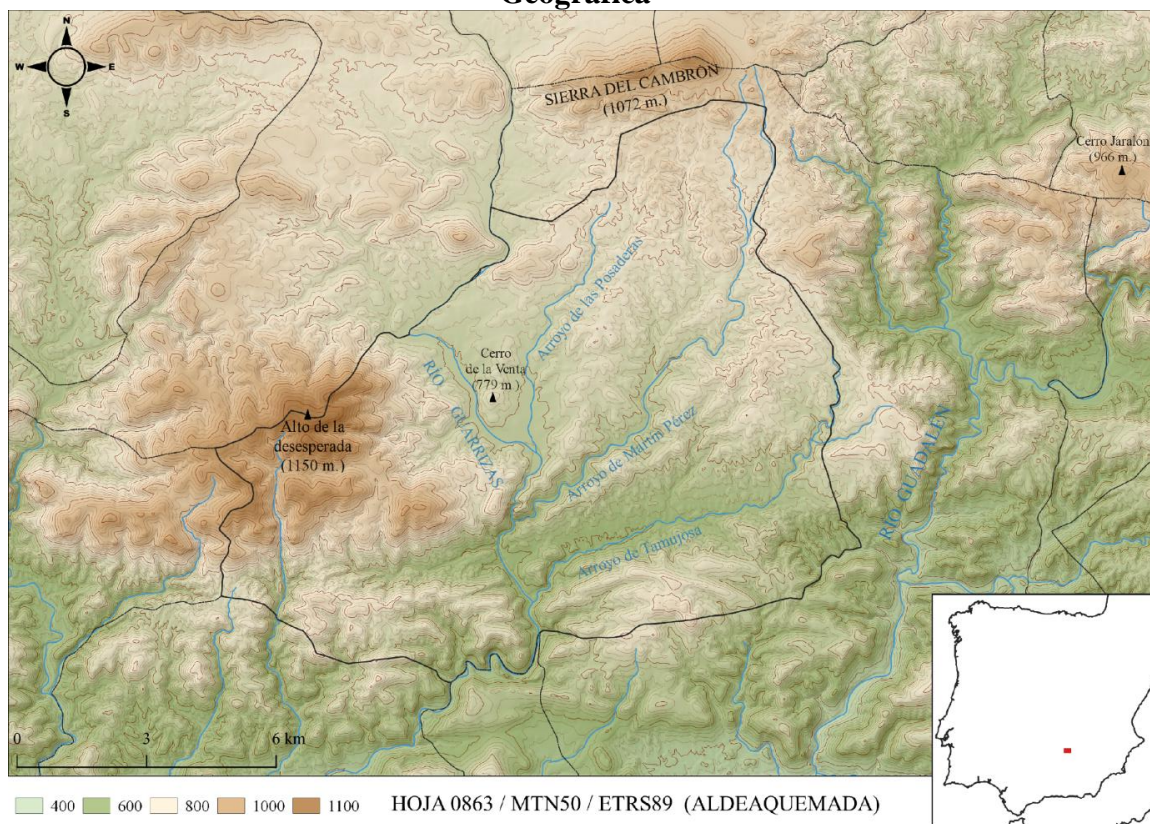 Geográfica
N
W
E
S
SIERRA DEL CAMBRÓN
(1072 m.)
Cerro Jaralón
(966 m.)
Arroyo de las Posaderas
RÍO GUARRIZAS
Cerro
de la Venta
(779 m.)
Alto de la
desesperada
(1150 m.)
Arroyo de Martín Pérez
RÍO GUADALÉN
Arroyo de Tamujosa
0 3 6 km
400 600 800 1000 1100 HOJA 0863 / MTN50 / ETRS89 (ALDEAQUEMADA)